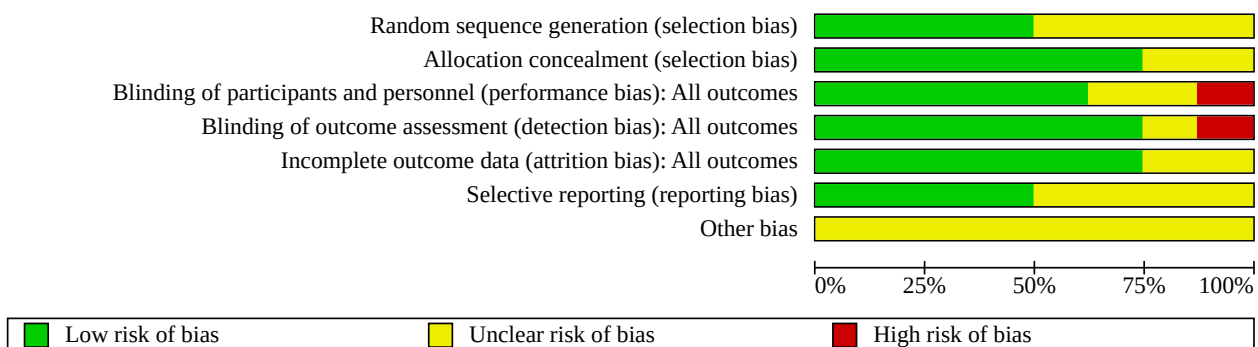 Random sequence generation (selection bias)
Allocation concealment (selection bias)
Blinding of participants and personnel (performance bias): All outcomes
Blinding of outcome assessment (detection bias): All outcomes
Incomplete outcome data (attrition bias): All outcomes
Selective reporting (reporting bias)
Other bias
0% 25% 50% 75% 100%
Low risk of bias Unclear risk of bias High risk of bias